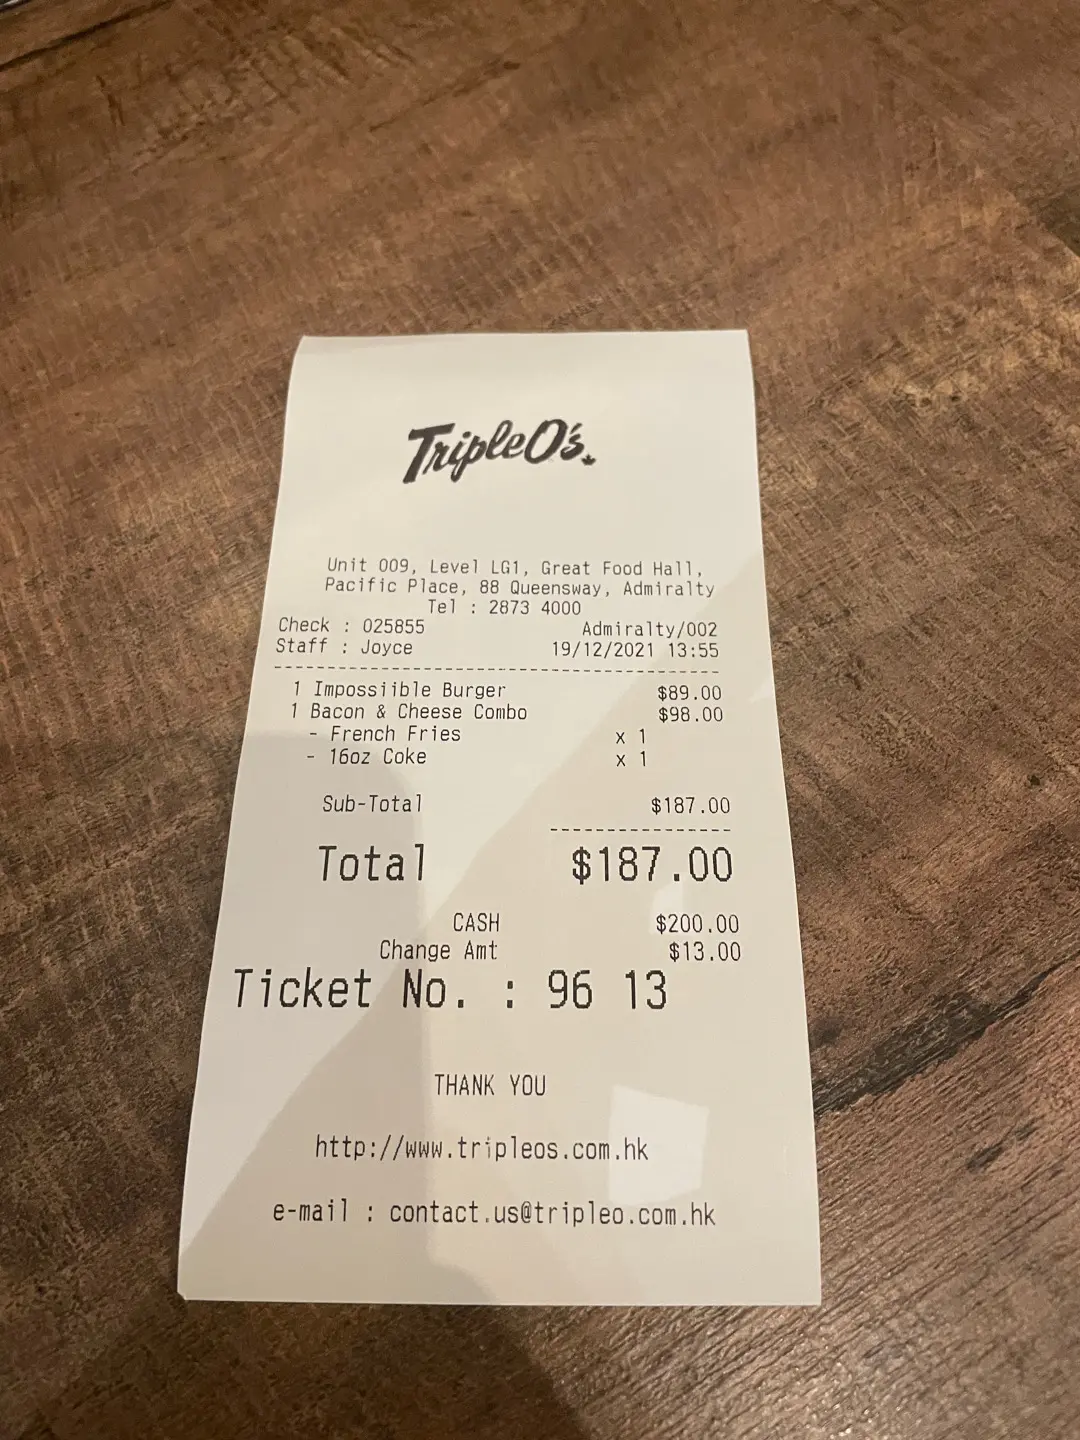 TripleO's
Unit 009, Level LG1, Great Food Hall,
Pacific Place, 88 Queensway, Admiralty
Tel : 2873 4000
Check : 025855 Admiralty/002
Staff : Joyce 19/12/2021 13:55
1 Impossiible Burger $89.00
1 Bacon & Cheese Combo $98.00
- French Fries x 1
- 16oz Coke x 1
Sub-Total $187.00
Total $187.00
CASH $200.00
Change Amt $13.00
Ticket No. : 96 13
THANK YOU
http://www.tripleos.com.hk
e-mail : contact.us@tripleo.com.hk